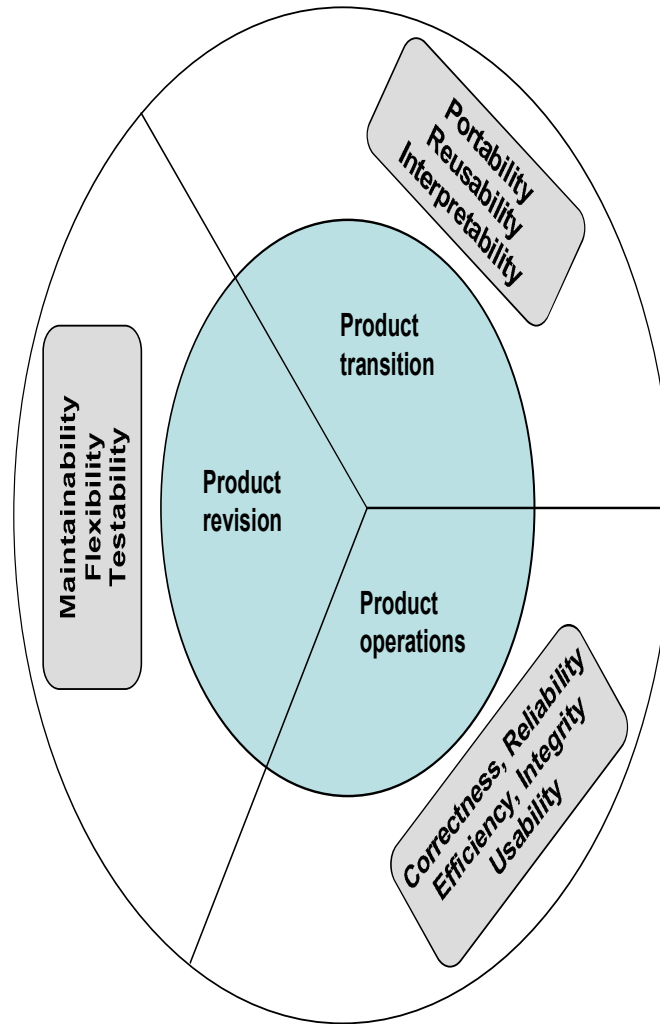 Portability
Reusability
Interpretability
Product
transition
Maintainability
Flexibility
Testability
Product
revision
Product
operations
Correctness, Reliability
Efficiency, Integrity
Usability